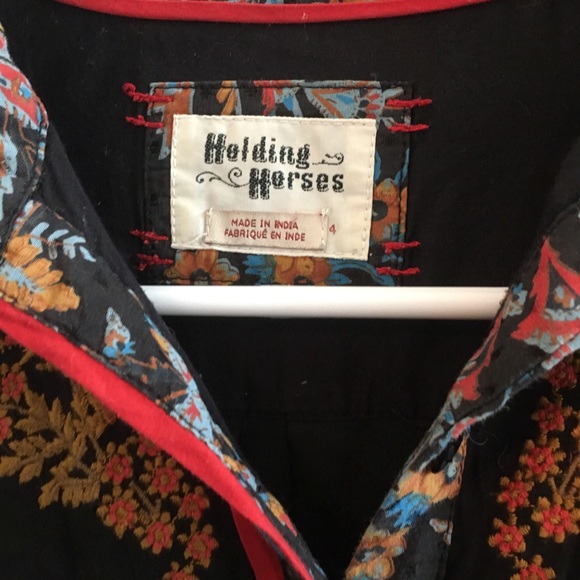 Holding
Horses
MADE IN INDIA
FABRIQUÉ EN INDE
4